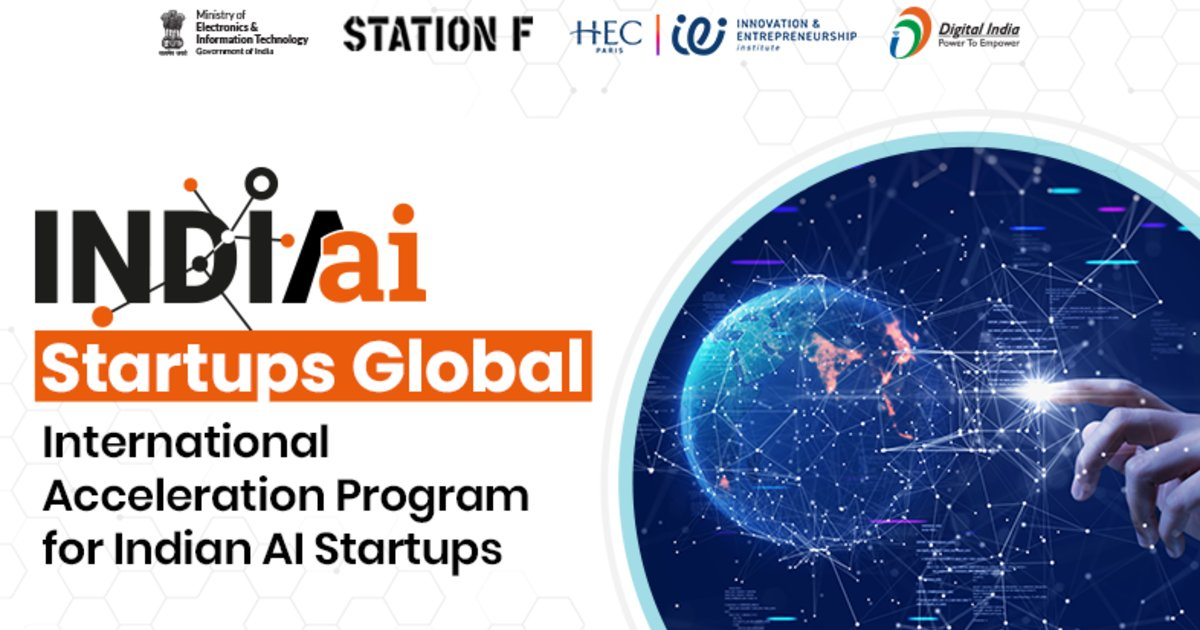 Ministry of
Electronics &
Information Technology
Government of India
STATION F
HEC
PARIS
iei
INNOVATION &
ENTREPRENEURSHIP
institute
Digital India
Power To Empower
INDIAai
Startups Global
International
Acceleration Program
for Indian AI Startups